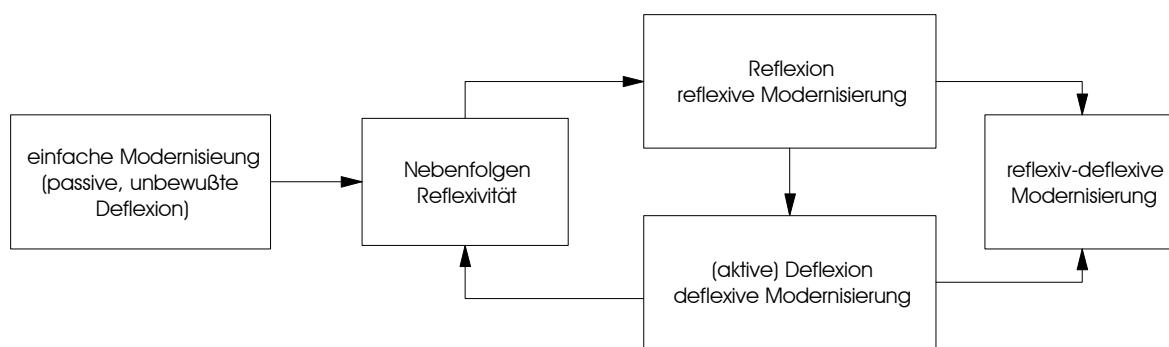 einfache Modernisieung
(passive, unbewußte
Deflexion)
Nebenfolgen
Reflexivität
Reflexion
reflexive Modernisierung
(aktive) Deflexion
deflexive Modernisierung
reflexiv-deflexive
Modernisierung